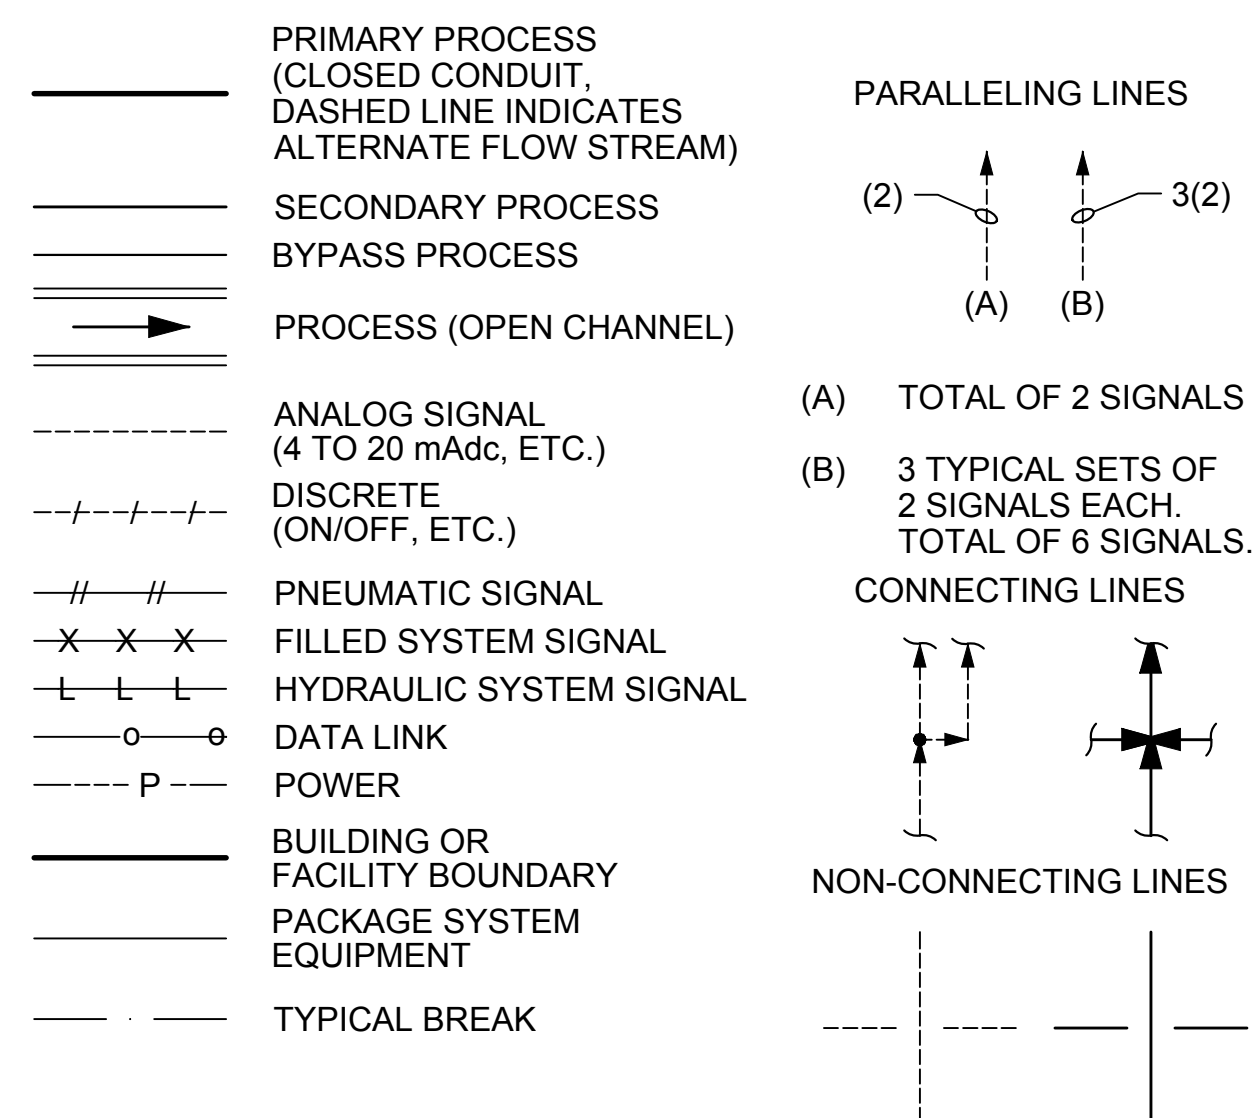 PRIMARY PROCESS
(CLOSED CONDUIT,
DASHED LINE INDICATES
ALTERNATE FLOW STREAM)
SECONDARY PROCESS
BYPASS PROCESS
PROCESS (OPEN CHANNEL)
ANALOG SIGNAL
(4 TO 20 mAdc, ETC.)
DISCRETE
(ON/OFF, ETC.)
// // PNEUMATIC SIGNAL
X X X FILLED SYSTEM SIGNAL
L L L HYDRAULIC SYSTEM SIGNAL
o o DATA LINK
P POWER
BUILDING OR
FACILITY BOUNDARY
PACKAGE SYSTEM
EQUIPMENT
TYPICAL BREAK
PARALLELING LINES
(2) 3(2)
(A) (B)
(A) TOTAL OF 2 SIGNALS
(B) 3 TYPICAL SETS OF
2 SIGNALS EACH.
TOTAL OF 6 SIGNALS.
CONNECTING LINES
NON-CONNECTING LINES